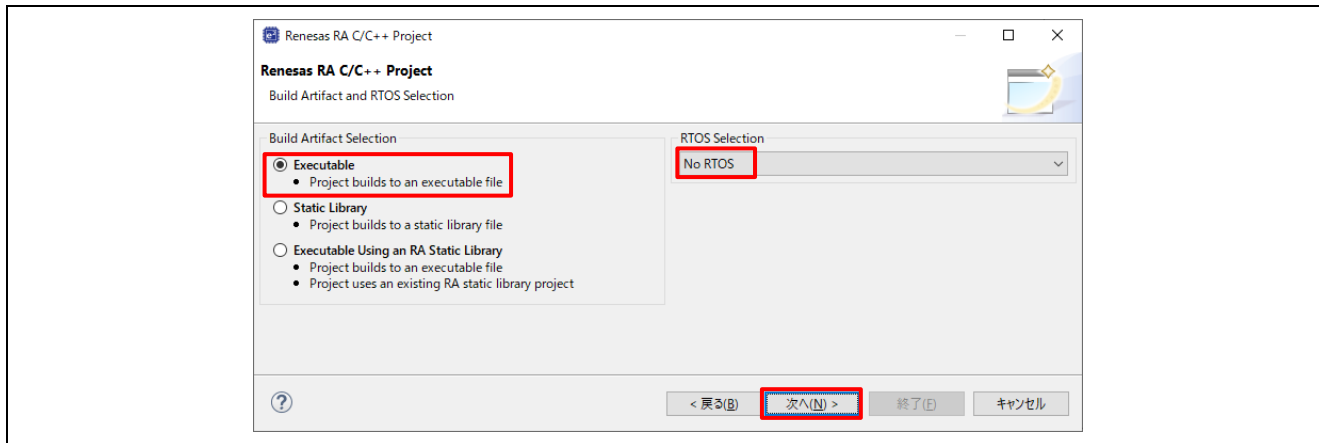 Renesas RA C/C++ Project
Renesas RA C/C++ Project
Build Artifact and RTOS Selection
Build Artifact Selection
Executable
• Project builds to an executable file
Static Library
• Project builds to a static library file
Executable Using an RA Static Library
• Project builds to an executable file
• Project uses an existing RA static library project
RTOS Selection
No RTOS
< 戻る(B)
次へ(N) >
終了(F)
キャンセル